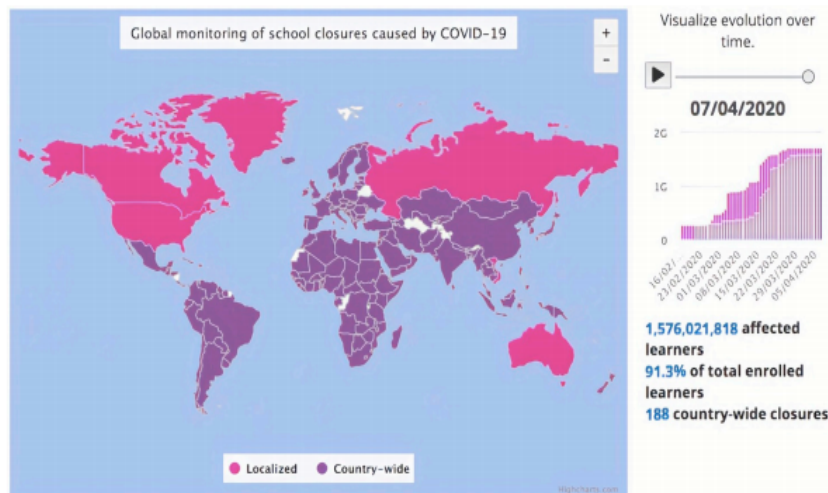 Global monitoring of school closures caused by COVID-19
+
-
Localized
Country-wide
Highcharts.com
Visualize evolution over
time.
07/04/2020
2G
1G
0
16/02/
23/02/2020
01/03/2020
08/03/2020
15/03/2020
22/03/2020
29/03/2020
05/04/2020
1,576,021,818 affected
learners
91.3% of total enrolled
learners
188 country-wide closures